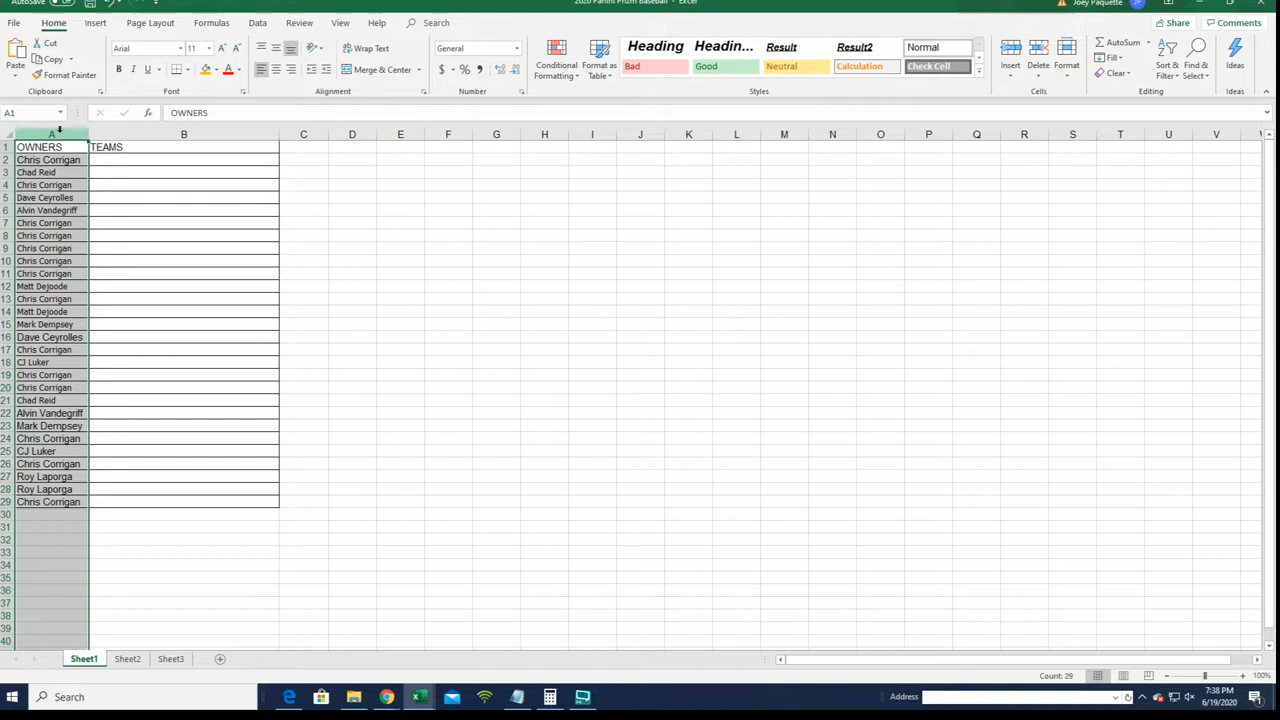 AutoSave
2020 Panini Prizm Baseball - Excel
Joey Paquette
File Home Insert Page Layout Formulas Data Review View Help Search
Share Comments
Paste
Cut
Copy
Format Painter
Clipboard
Arial 11
B I U
Font
Wrap Text
Merge & Center
Alignment
General
$ % ,
Number
Conditional Formatting
Format as Table
Heading Headin... Result Result2 Normal
Bad Good Neutral Calculation Check Cell
Styles
Insert Delete Format
Cells
AutoSum
Fill
Clear
Sort & Filter
Find & Select
Editing
Ideas
Ideas
A1 fx OWNERS
A B C D E F G H I J K L M N O P Q R S T U V
1 OWNERS TEAMS
2 Chris Corrigan
3 Chad Reid
4 Chris Corrigan
5 Dave Ceyrolles
6 Alvin Vandegriff
7 Chris Corrigan
8 Chris Corrigan
9 Chris Corrigan
10 Chris Corrigan
11 Chris Corrigan
12 Matt Dejoode
13 Chris Corrigan
14 Matt Dejoode
15 Mark Dempsey
16 Dave Ceyrolles
17 Chris Corrigan
18 CJ Luker
19 Chris Corrigan
20 Chris Corrigan
21 Chad Reid
22 Alvin Vandegriff
23 Mark Dempsey
24 Chris Corrigan
25 CJ Luker
26 Chris Corrigan
27 Roy Laporga
28 Roy Laporga
29 Chris Corrigan
30
31
32
33
34
35
36
37
38
39
40
Sheet1 Sheet2 Sheet3
Count: 29 100%
Search
Address
7:38 PM
6/19/2020